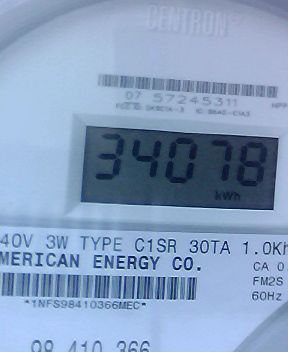 CENTRON
07 57245311
34078
kWh
40V 3W TYPE C1SR 30TA 1.0Kh
MERICAN ENERGY CO.
CA 0.
FM2S
60Hz
*1NFS98410366MEC*
98 410 366